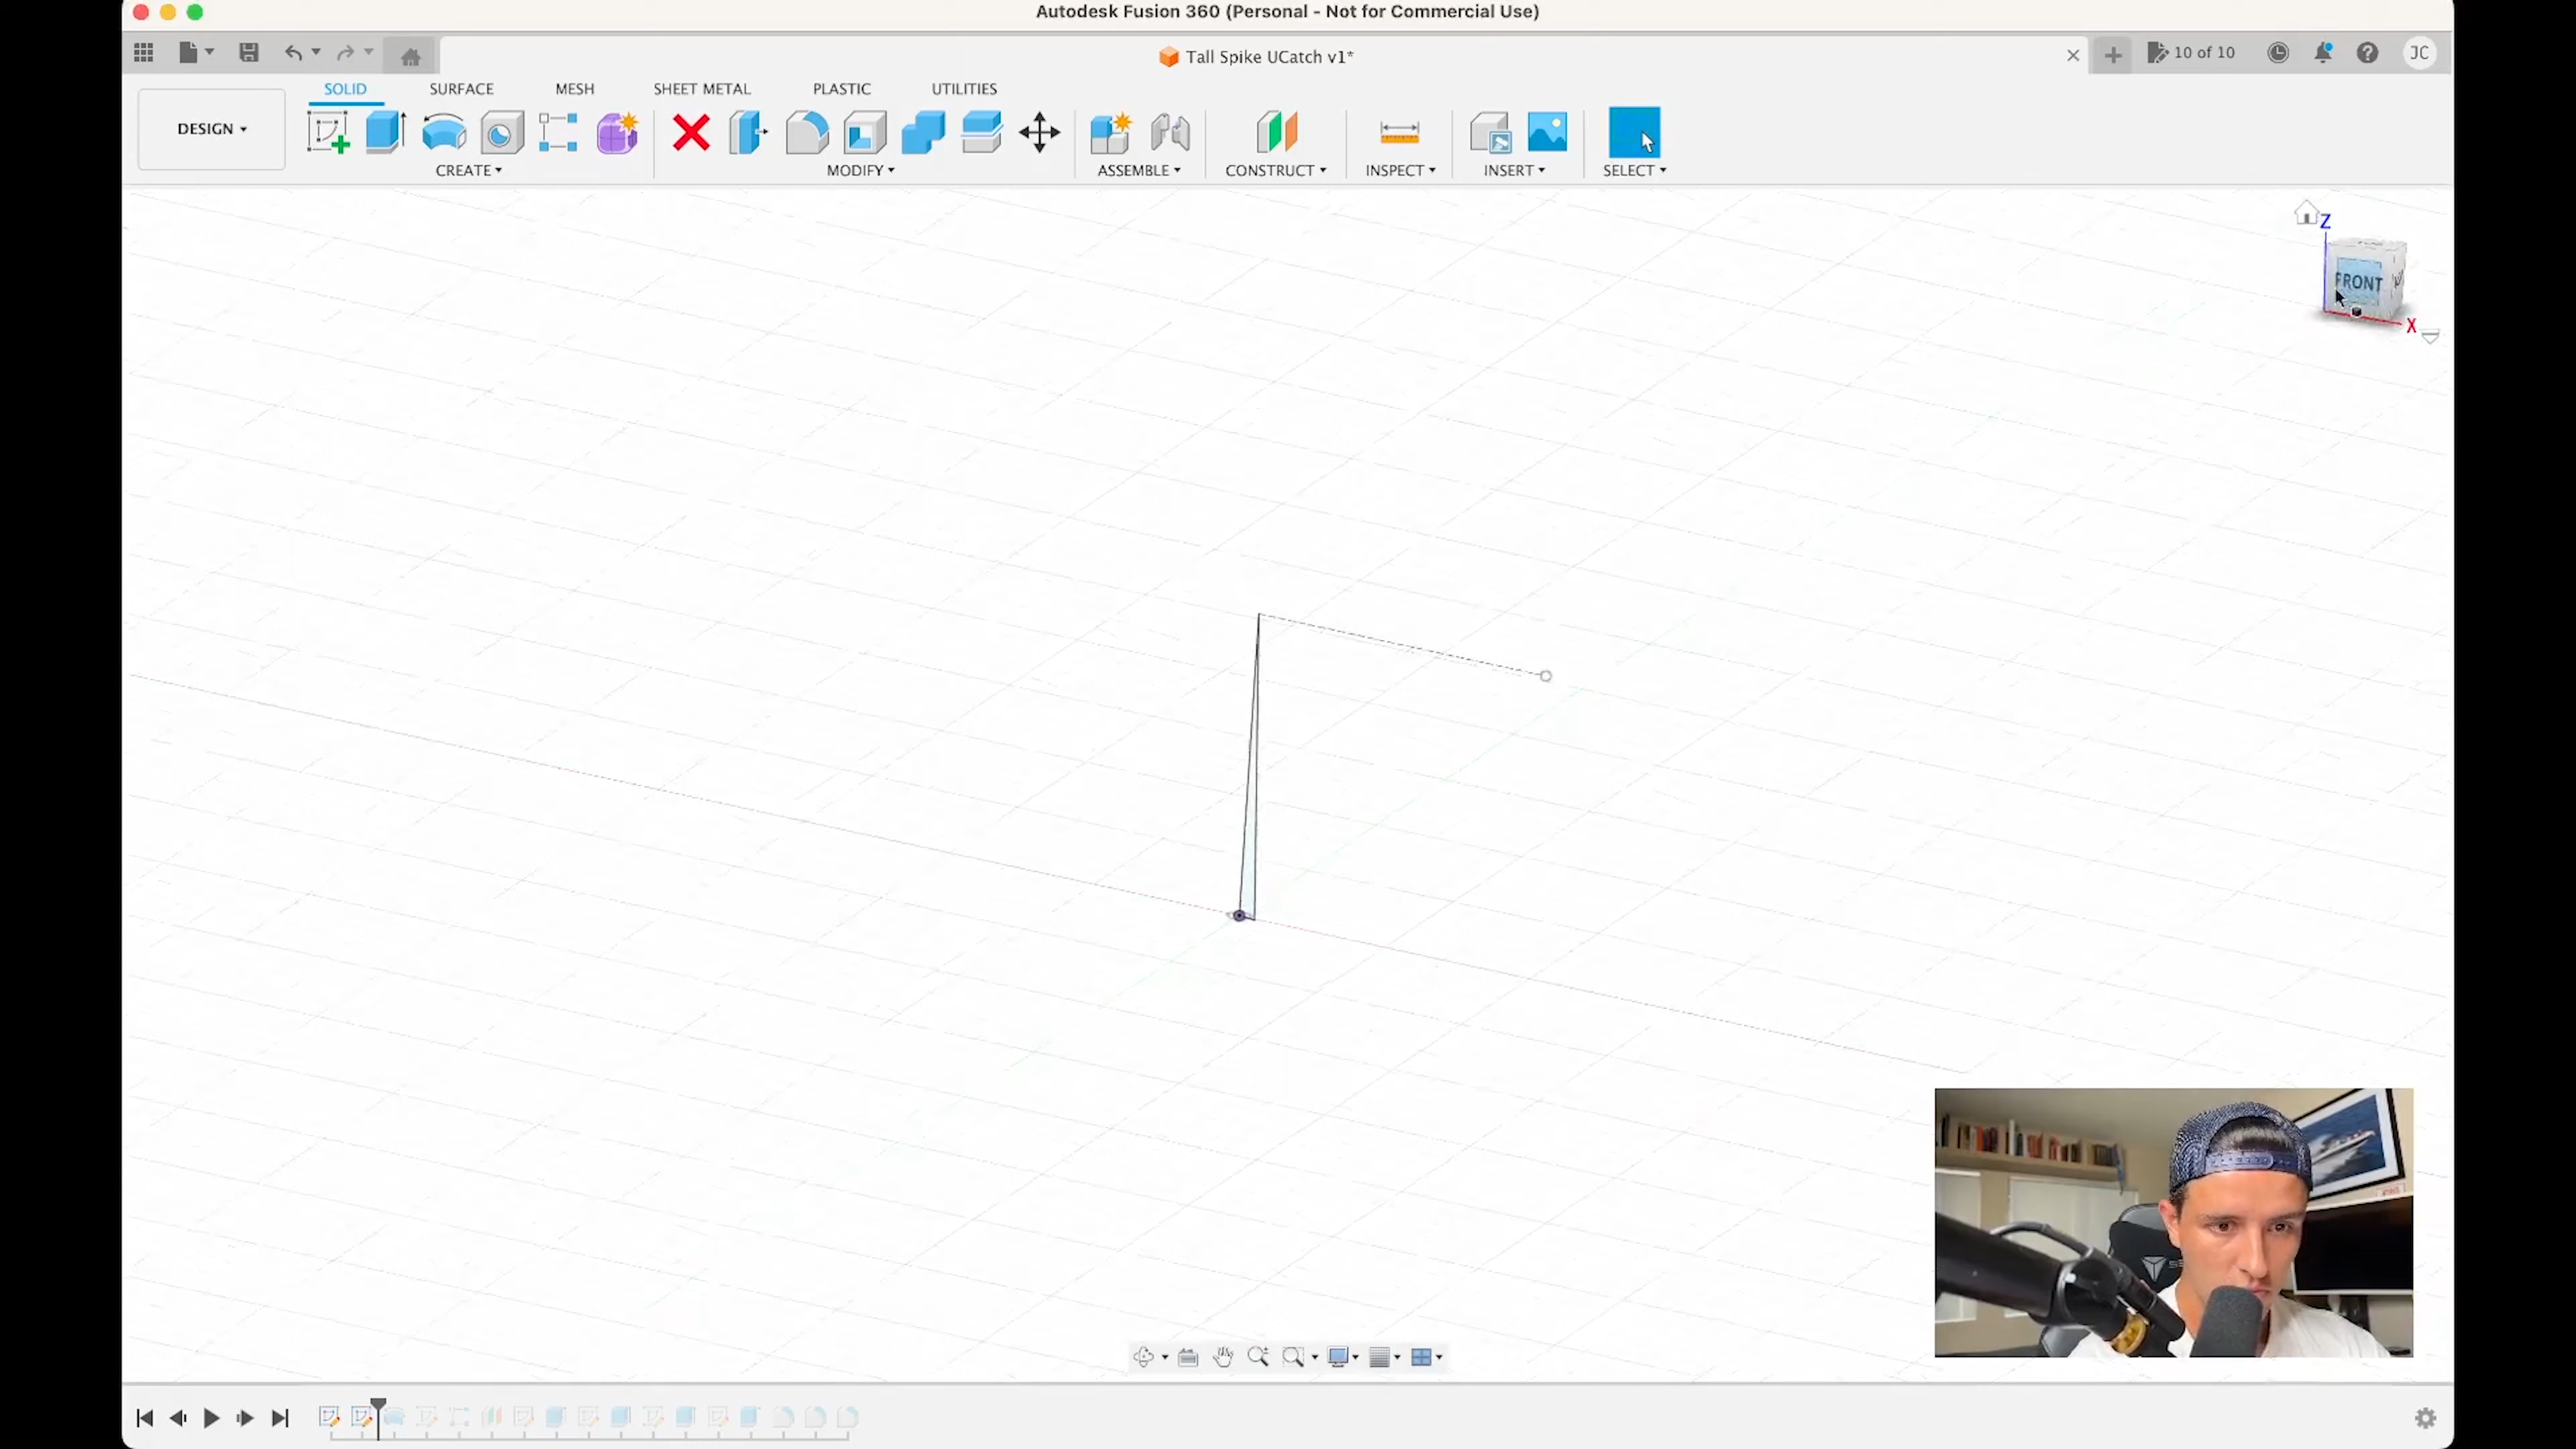 Autodesk Fusion 360 (Personal - Not for Commercial Use)
Tall Spike UCatch v1*
10 of 10
JC
DESIGN
SOLID
SURFACE
MESH
SHEET METAL
PLASTIC
UTILITIES
CREATE
MODIFY
ASSEMBLE
CONSTRUCT
INSPECT
INSERT
SELECT
Z
FRONT
X